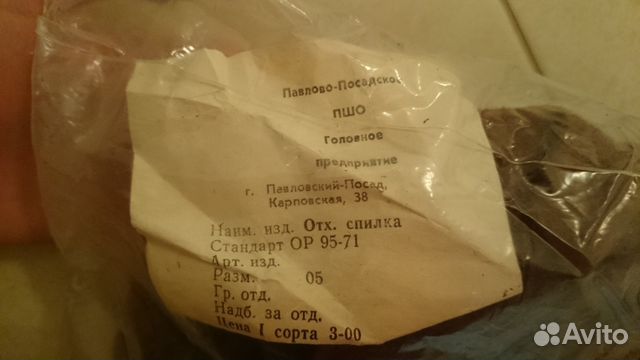 Павлово-Посадское
ПШО
Головное
предприятие
г. Павловский-Посад,
Карповская, 38
Наим. изд. Отх. спилка
Стандарт ОР 95-71
Арт. изд.
Разм. 05
Гр. отд.
Надб. за отд.
Цена I сорта 3-00
Avito